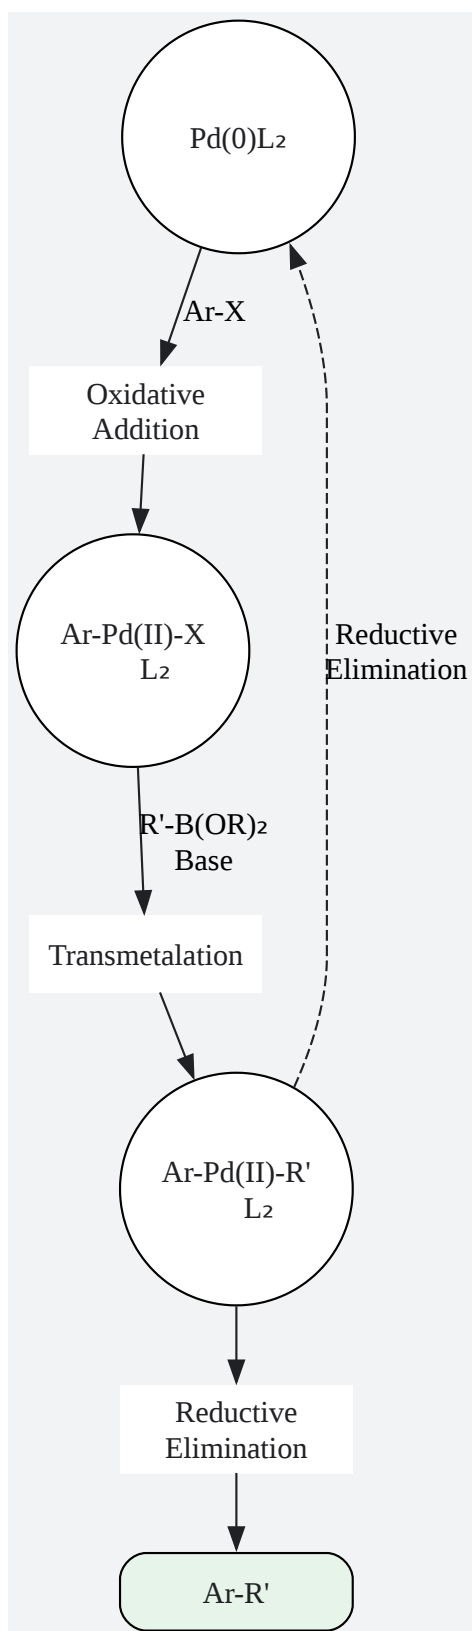 Pd(0)L₂
Ar-X
Oxidative
Addition
Ar-Pd(II)-X
L₂
Reductive
Elimination
R'-B(OR)₂
Base
Transmetalation
Ar-Pd(II)-R'
L₂
Reductive
Elimination
Ar-R'